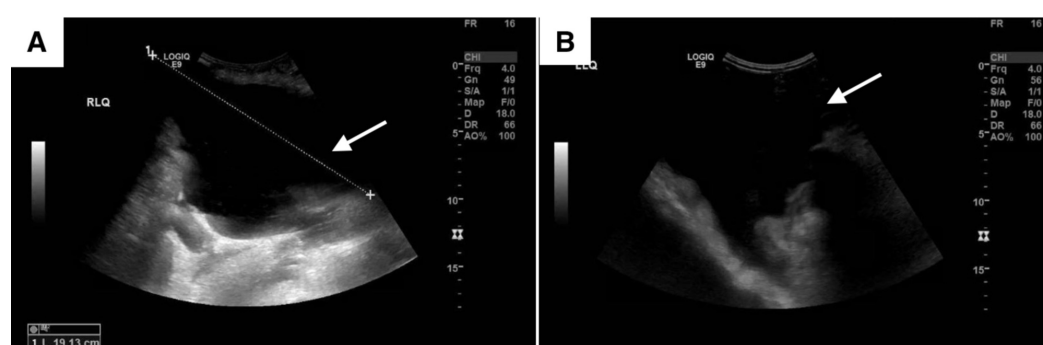 A
FR 16
1
LOGIQ
E9
RLQ
CHI
Frq 4.0
Gn 49
S/A 1/1
Map F/0
D 18.0
DR 66
AO% 100
0
5
10
15
1 L 19.13 cm
B
FR 16
LLQ
LOGIQ
E9
CHI
Frq 4.0
Gn 56
S/A 1/1
Map F/0
D 18.0
DR 66
AO% 100
0
5
10
15